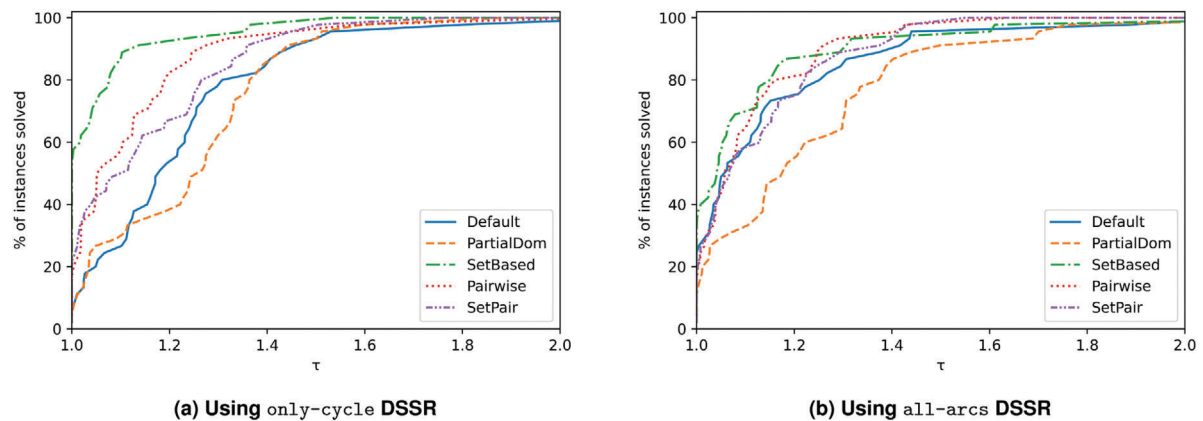 % of instances solved
100
80
60
40
20
0
1.0 1.2 1.4 1.6 1.8 2.0
τ
Default
PartialDom
SetBased
Pairwise
SetPair
(a) Using only-cycle DSSR
% of instances solved
100
80
60
40
20
0
1.0 1.2 1.4 1.6 1.8 2.0
τ
Default
PartialDom
SetBased
Pairwise
SetPair
(b) Using all-arcs DSSR